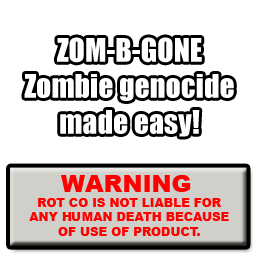 ZOM-B-GONE
Zombie genocide
made easy!
WARNING
ROT CO IS NOT LIABLE FOR
ANY HUMAN DEATH BECAUSE
OF USE OF PRODUCT.